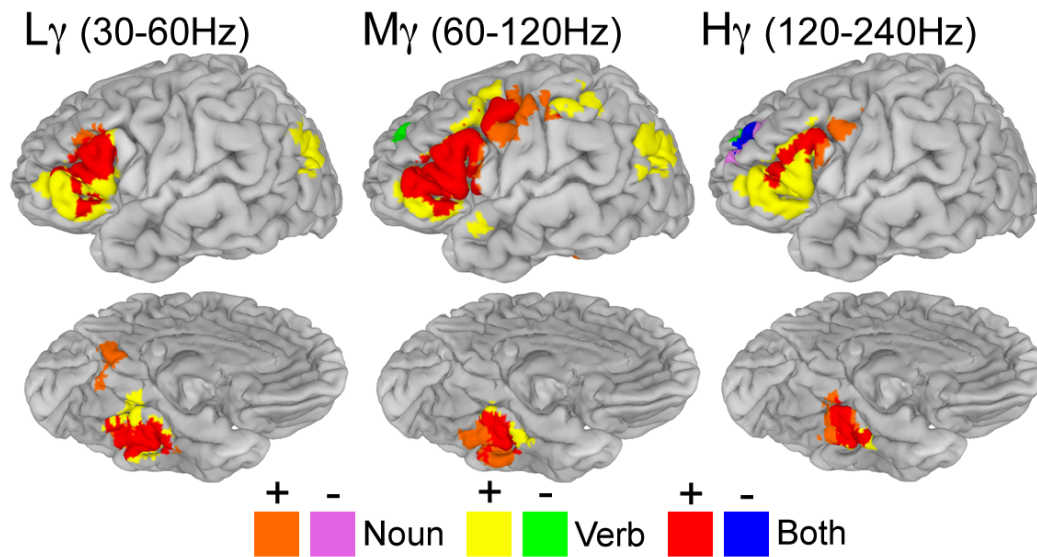 Lγ (30-60Hz) Mγ (60-120Hz) Hγ (120-240Hz)
+ - + - + -
Noun Verb Both